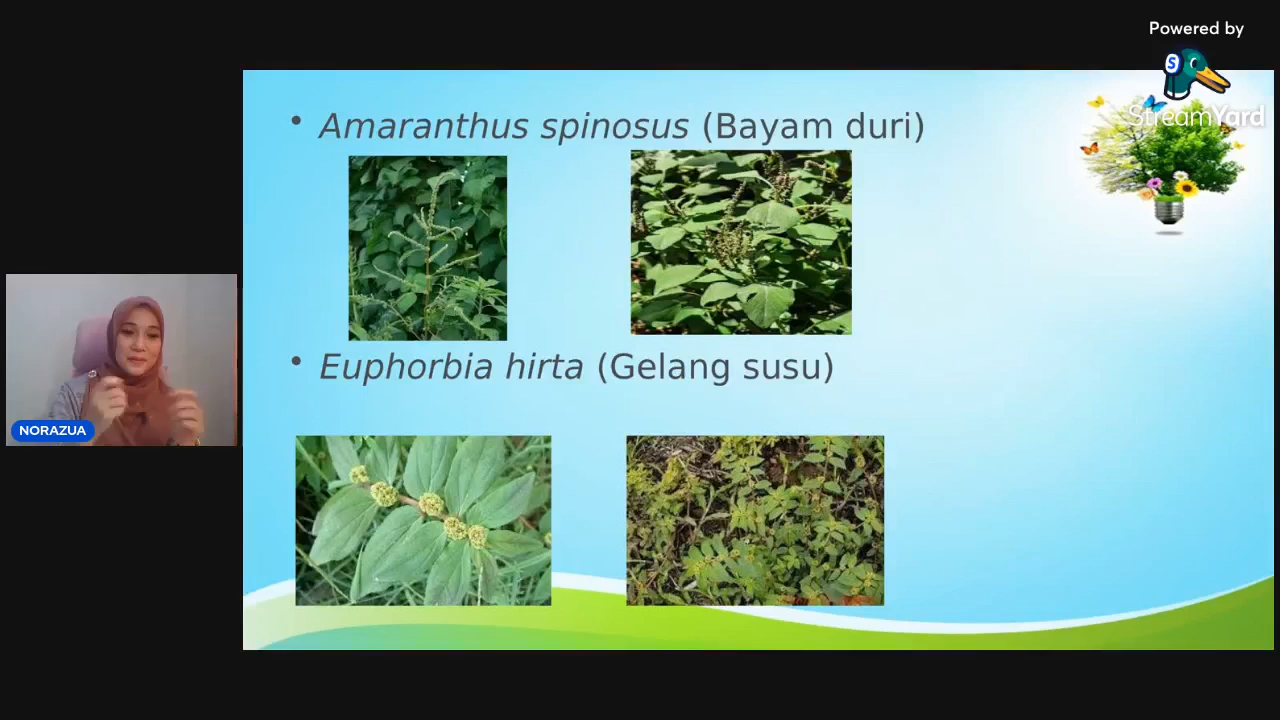 Powered by
S
StreamYard
• Amaranthus spinosus (Bayam duri)
• Euphorbia hirta (Gelang susu)
NORAZUA